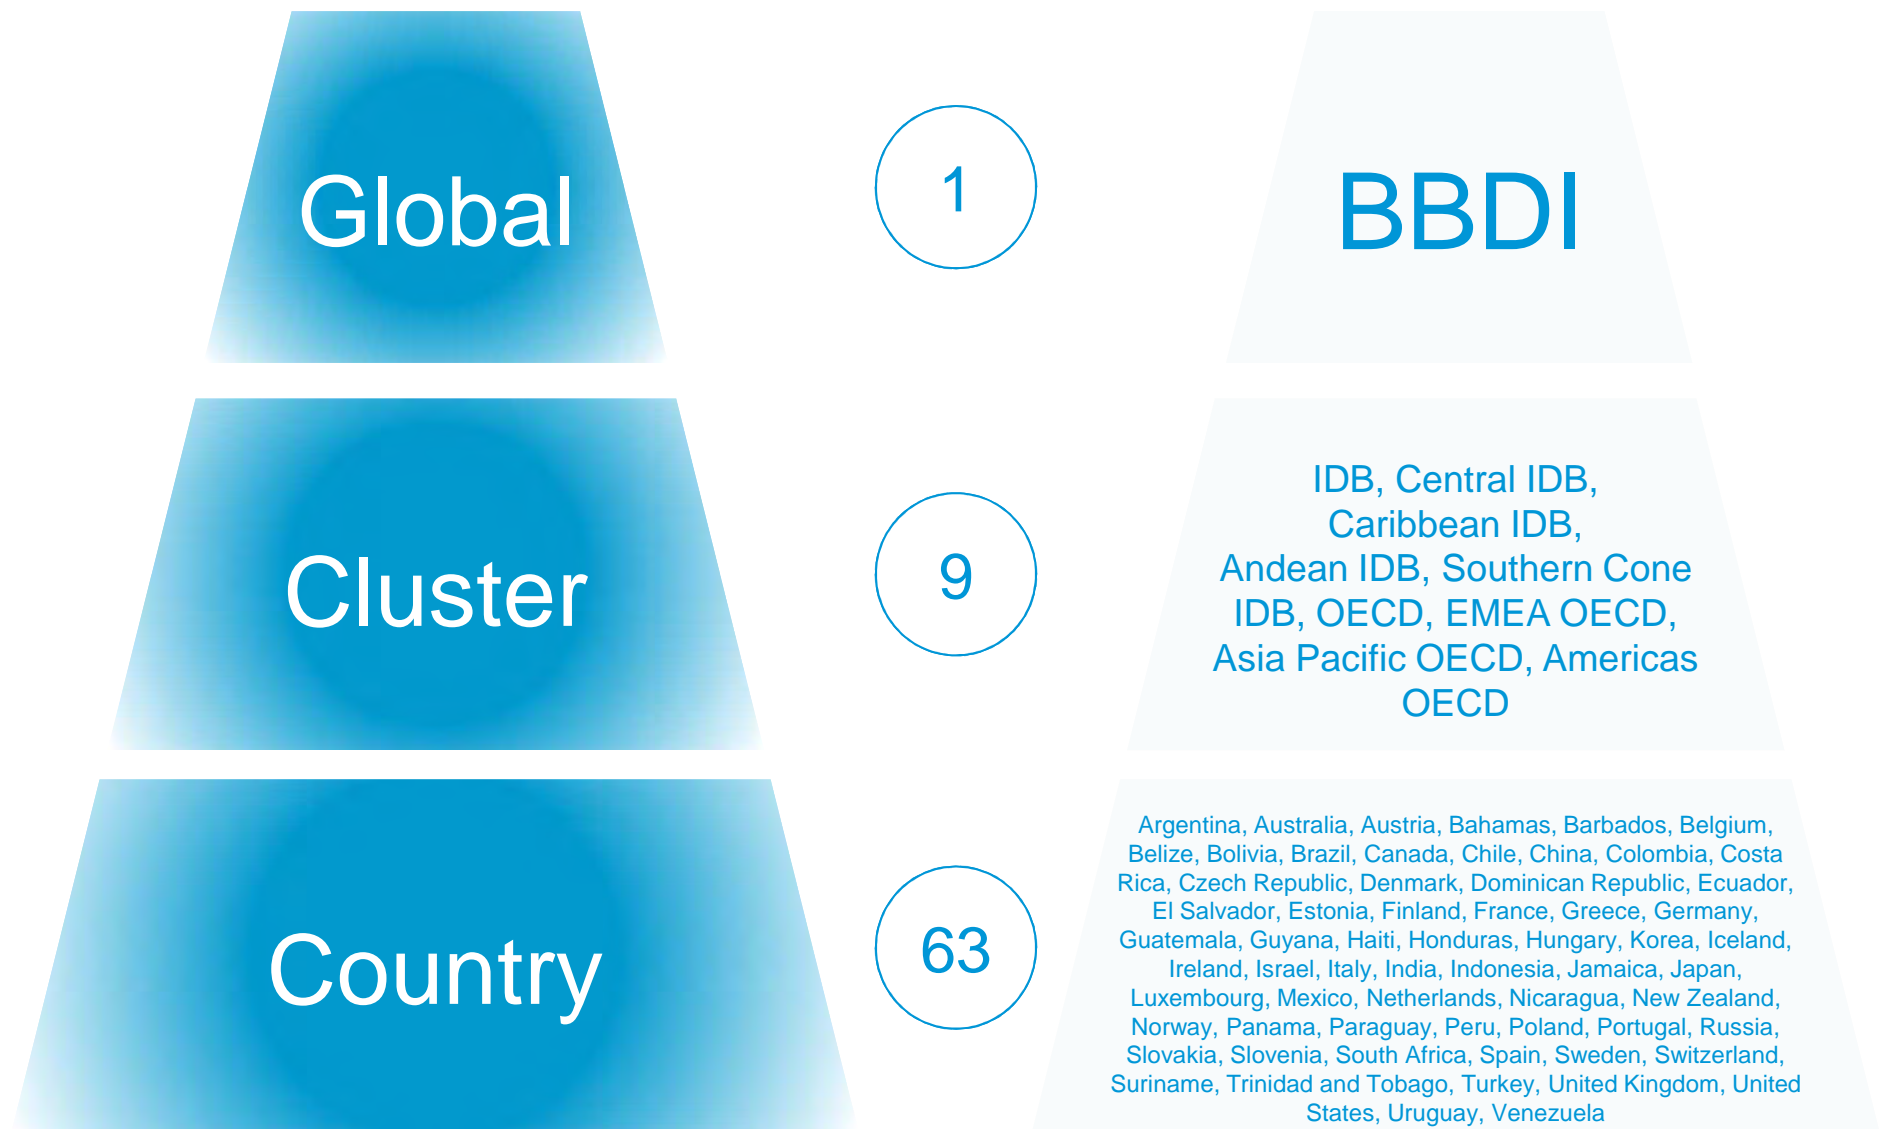 Global
1
BBDI
Cluster
9
IDB, Central IDB,
Caribbean IDB,
Andean IDB, Southern Cone
IDB, OECD, EMEA OECD,
Asia Pacific OECD, Americas
OECD
Country
63
Argentina, Australia, Austria, Bahamas, Barbados, Belgium,
Belize, Bolivia, Brazil, Canada, Chile, China, Colombia, Costa
Rica, Czech Republic, Denmark, Dominican Republic, Ecuador,
El Salvador, Estonia, Finland, France, Greece, Germany,
Guatemala, Guyana, Haiti, Honduras, Hungary, Korea, Iceland,
Ireland, Israel, Italy, India, Indonesia, Jamaica, Japan,
Luxembourg, Mexico, Netherlands, Nicaragua, New Zealand,
Norway, Panama, Paraguay, Peru, Poland, Portugal, Russia,
Slovakia, Slovenia, South Africa, Spain, Sweden, Switzerland,
Suriname, Trinidad and Tobago, Turkey, United Kingdom, United
States, Uruguay, Venezuela